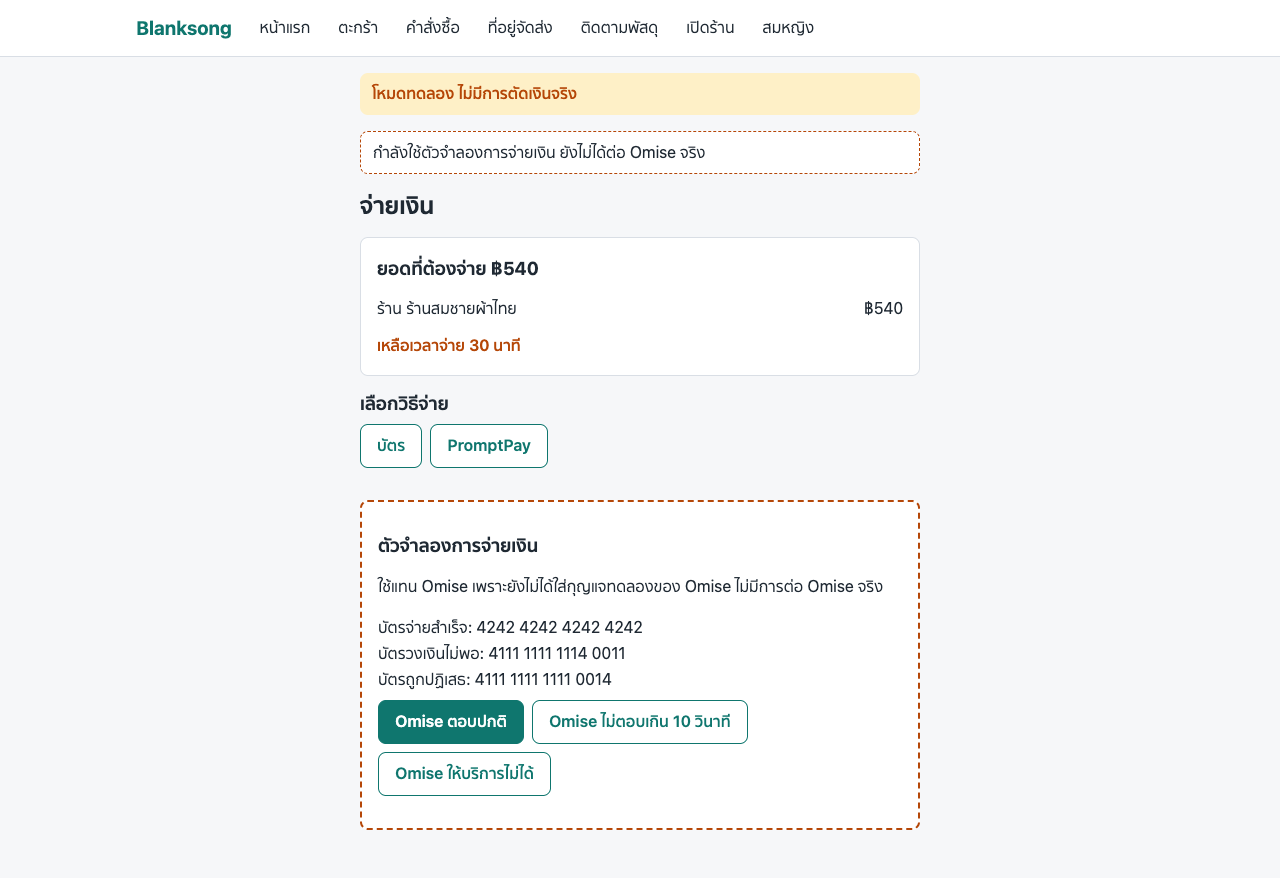 Blanksong หน้าแรก ตะกร้า คำสั่งซื้อ ที่อยู่จัดส่ง ติดตามพัสดุ เปิดร้าน สมหญิง
โหมดทดลอง ไม่มีการตัดเงินจริง
กำลังใช้ตัวจำลองการจ่ายเงิน ยังไม่ได้ต่อ Omise จริง
จ่ายเงิน
ยอดที่ต้องจ่าย ฿540
ร้าน ร้านสมชายผ้าไทย ฿540
เหลือเวลาจ่าย 30 นาที
เลือกวิธีจ่าย
บัตร PromptPay
ตัวจำลองการจ่ายเงิน
ใช้แทน Omise เพราะยังไม่ได้ใส่กุญแจทดลองของ Omise ไม่มีการต่อ Omise จริง
บัตรจ่ายสำเร็จ: 4242 4242 4242 4242
บัตรวงเงินไม่พอ: 4111 1111 1114 0011
บัตรถูกปฏิเสธ: 4111 1111 1111 0014
Omise ตอบปกติ Omise ไม่ตอบเกิน 10 วินาที
Omise ให้บริการไม่ได้